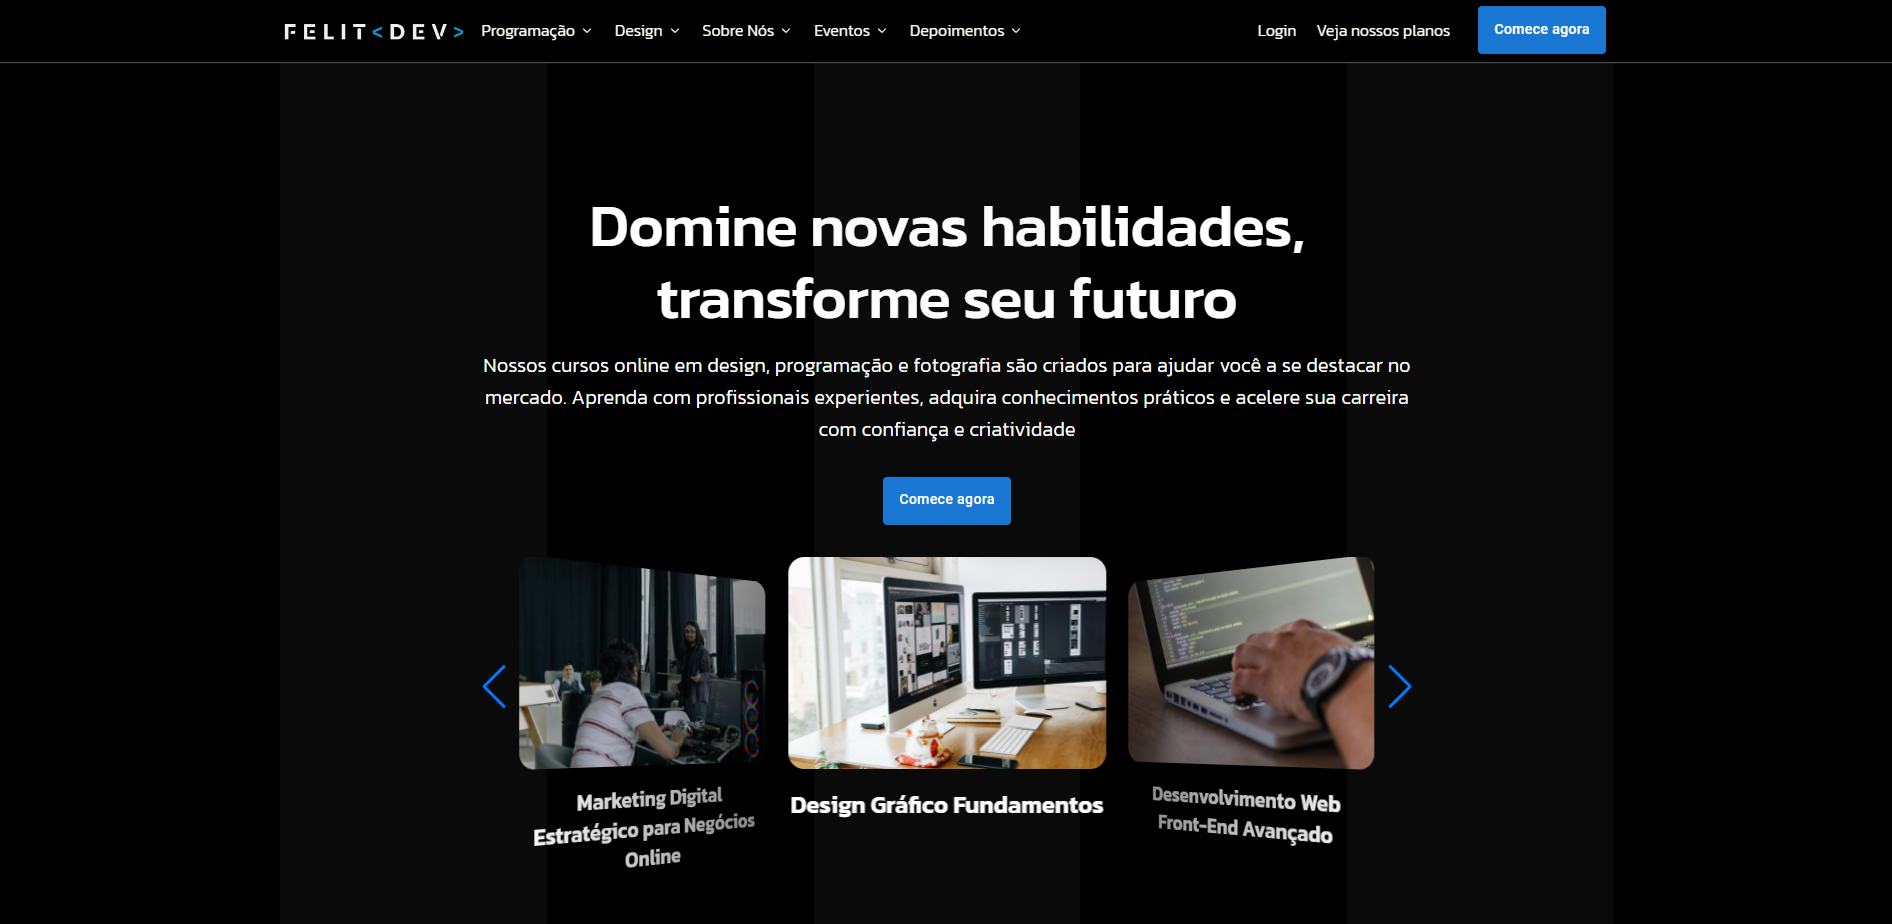 FELIT<DEV> Programação Design Sobre Nós Eventos Depoimentos Login Veja nossos planos Comece agora
Domine novas habilidades,
transforme seu futuro
Nossos cursos online em design, programação e fotografia são criados para ajudar você a se destacar no
mercado. Aprenda com profissionais experientes, adquira conhecimentos práticos e acelere sua carreira
com confiança e criatividade
Comece agora
Marketing Digital
Estratégico para Negócios
Online
Design Gráfico Fundamentos
Desenvolvimento Web
Front-End Avançado